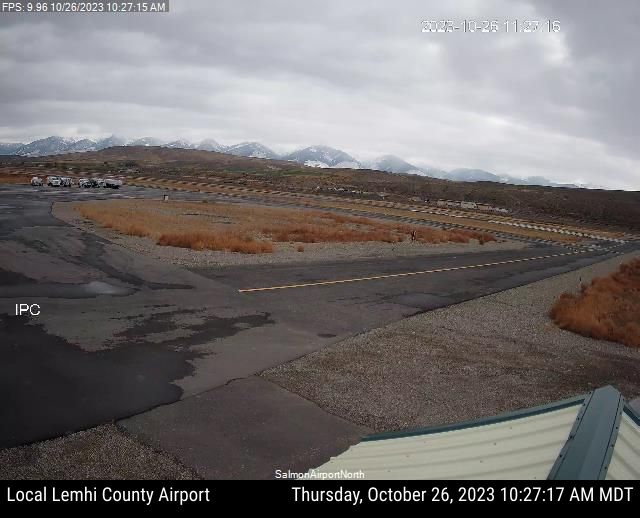 FPS: 9.96 10/26/2023 10:27:15 AM
2023-10-26 11:27:16
IPC
SalmonAirportNorth
Local Lemhi County Airport
Thursday, October 26, 2023 10:27:17 AM MDT